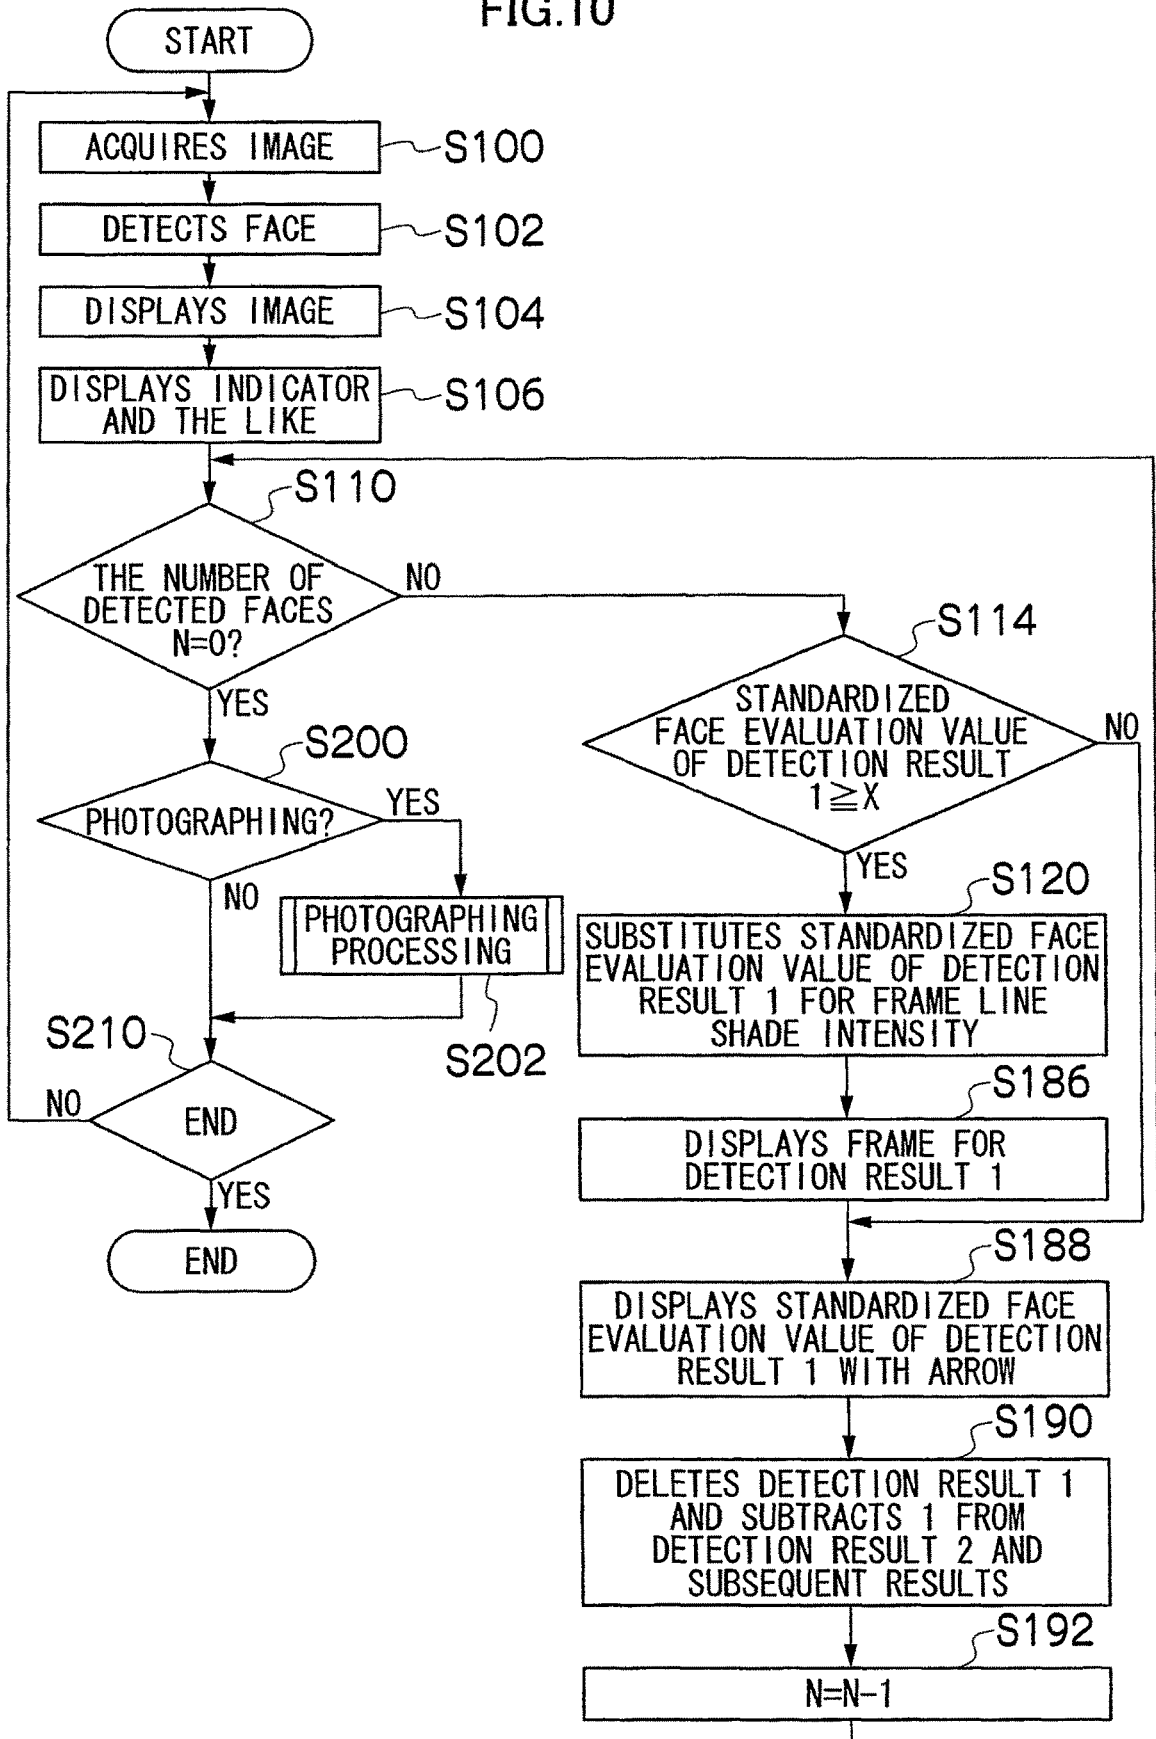 FIG.10
START
ACQUIRES IMAGE
S100
DETECTS FACE
S102
DISPLAYS IMAGE
S104
DISPLAYS INDICATOR
AND THE LIKE
S106
S110
THE NUMBER OF
DETECTED FACES
N=0?
NO
YES
S114
STANDARDIZED
FACE EVALUATION VALUE
OF DETECTION RESULT
1≧X
NO
YES
S200
PHOTOGRAPHING?
YES
NO
PHOTOGRAPHING
PROCESSING
S202
S210
END
NO
YES
END
S120
SUBSTITUTES STANDARDIZED FACE
EVALUATION VALUE OF DETECTION
RESULT 1 FOR FRAME LINE
SHADE INTENSITY
S186
DISPLAYS FRAME FOR
DETECTION RESULT 1
S188
DISPLAYS STANDARDIZED FACE
EVALUATION VALUE OF DETECTION
RESULT 1 WITH ARROW
S190
DELETES DETECTION RESULT 1
AND SUBTRACTS 1 FROM
DETECTION RESULT 2 AND
SUBSEQUENT RESULTS
S192
N=N-1